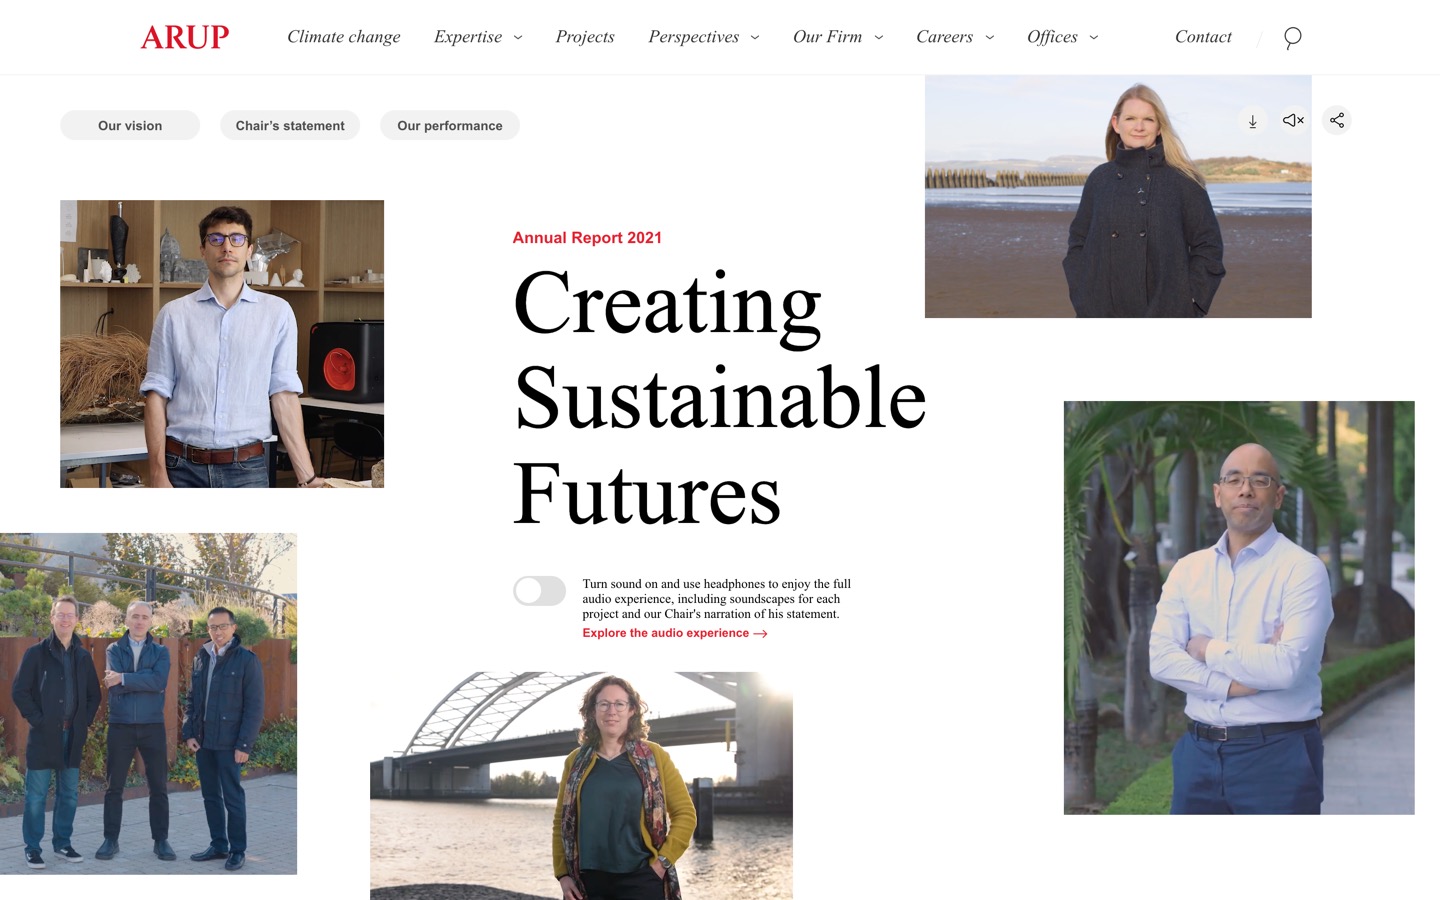 ARUP
Climate change
Expertise
Projects
Perspectives
Our Firm
Careers
Offices
Contact
Our vision
Chair’s statement
Our performance
Annual Report 2021
Creating
Sustainable
Futures
Turn sound on and use headphones to enjoy the full
audio experience, including soundscapes for each
project and our Chair's narration of his statement.
Explore the audio experience →